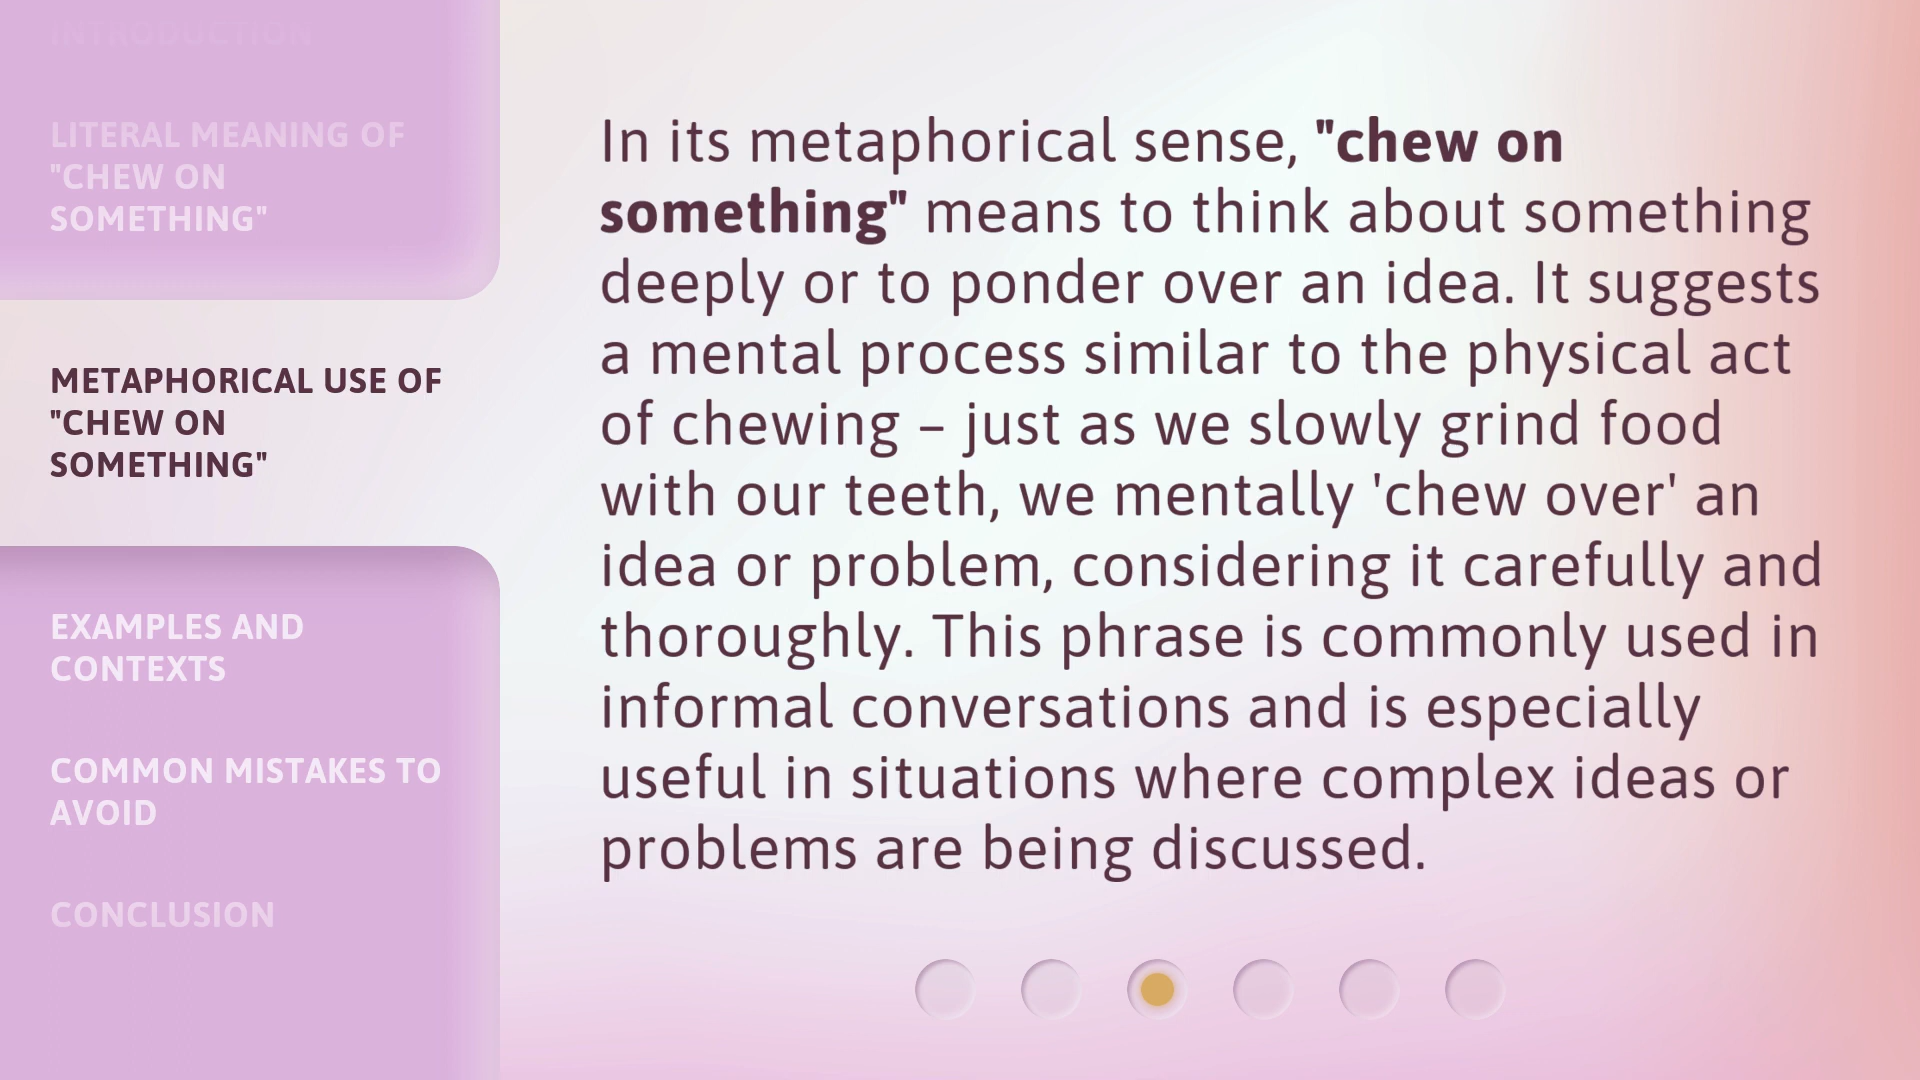 INTRODUCTION
LITERAL MEANING OF
"CHEW ON
SOMETHING"
METAPHORICAL USE OF
"CHEW ON
SOMETHING"
EXAMPLES AND
CONTEXTS
COMMON MISTAKES TO
AVOID
CONCLUSION
In its metaphorical sense, "chew on
something" means to think about something
deeply or to ponder over an idea. It suggests
a mental process similar to the physical act
of chewing – just as we slowly grind food
with our teeth, we mentally 'chew over' an
idea or problem, considering it carefully and
thoroughly. This phrase is commonly used in
informal conversations and is especially
useful in situations where complex ideas or
problems are being discussed.